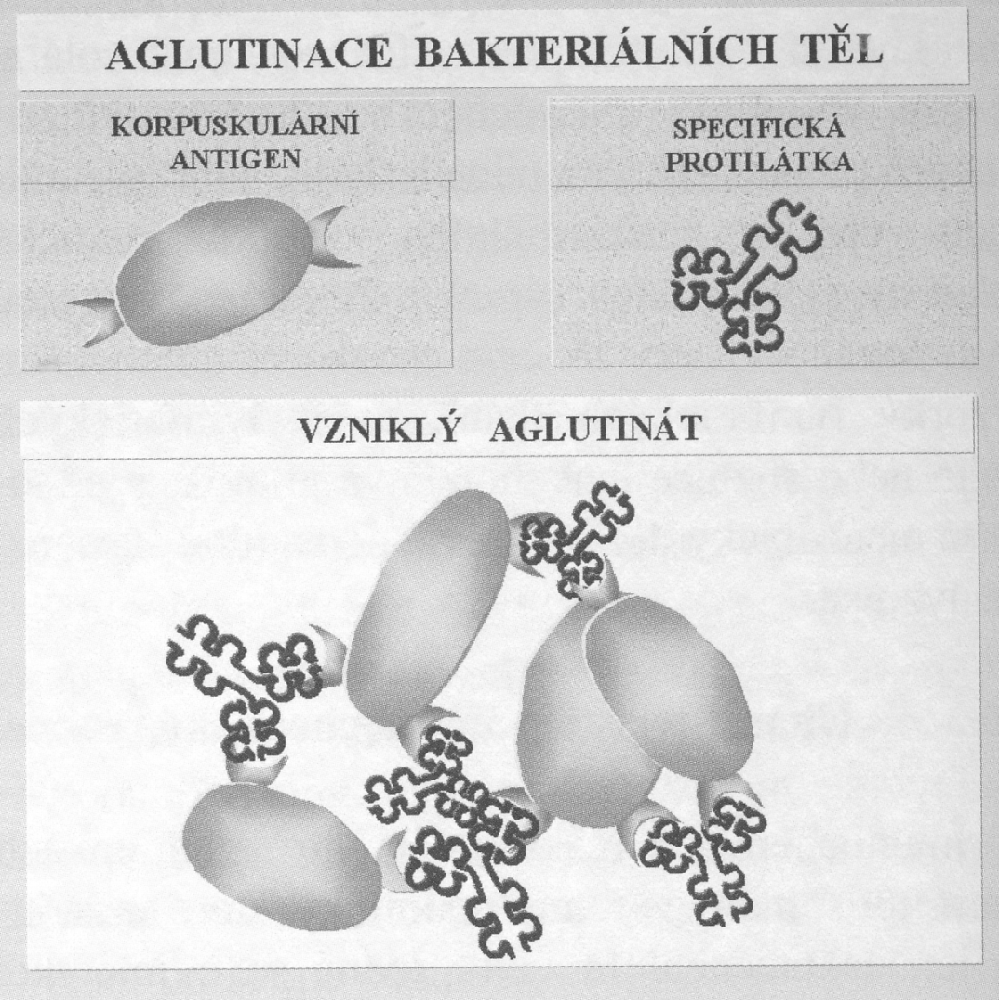 AGLUTINACE BAKTERIÁLNÍCH TĚL
KORPUSKULÁRNÍ
ANTIGEN
SPECIFICKÁ
PROTILÁTKA
VZNIKLÝ AGLUTINÁT